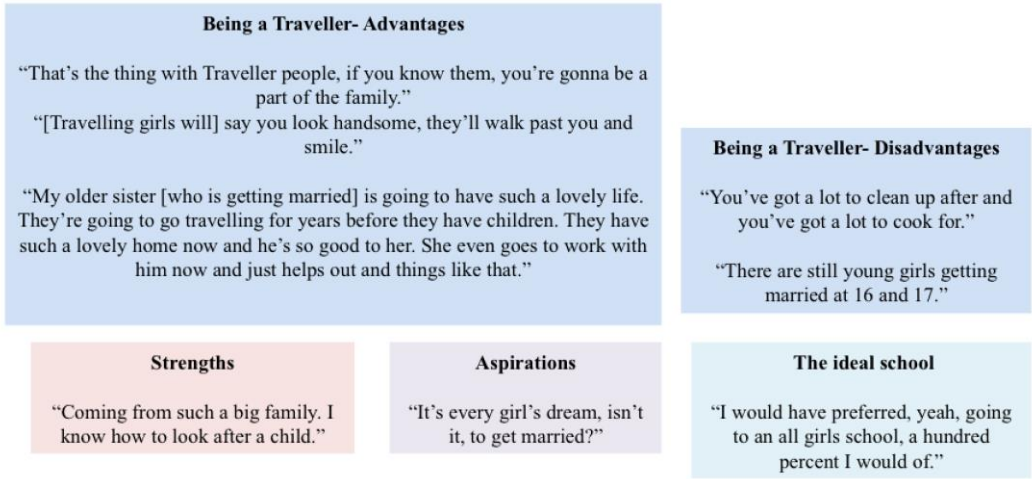 Being a Traveller- Advantages
“That’s the thing with Traveller people, if you know them, you’re gonna be a
part of the family.”
“[Travelling girls will] say you look handsome, they’ll walk past you and
smile.”
“My older sister [who is getting married] is going to have such a lovely life.
They’re going to go travelling for years before they have children. They have
such a lovely home now and he’s so good to her. She even goes to work with
him now and just helps out and things like that.”
Being a Traveller- Disadvantages
“You’ve got a lot to clean up after and
you’ve got a lot to cook for.”
“There are still young girls getting
married at 16 and 17.”
Strengths
“Coming from such a big family. I
know how to look after a child.”
Aspirations
“It’s every girl’s dream, isn’t
it, to get married?”
The ideal school
“I would have preferred, yeah, going
to an all girls school, a hundred
percent I would of.”